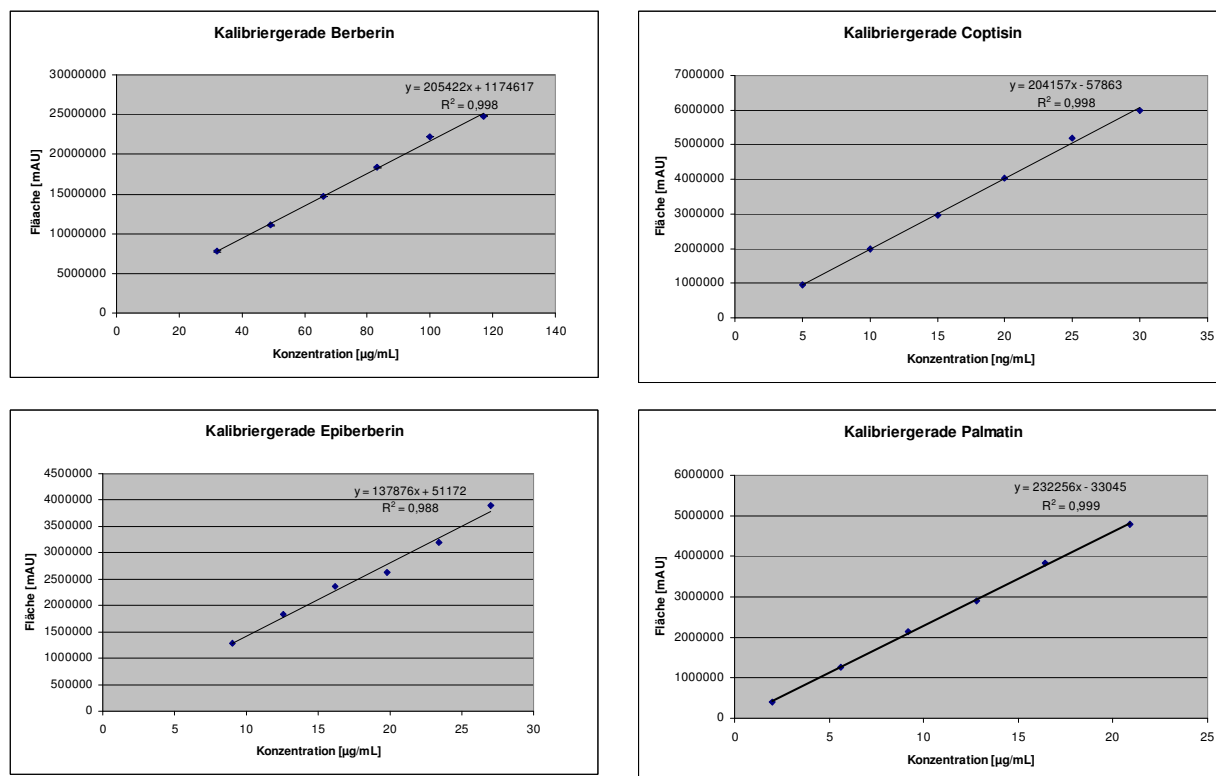 Kalibriergerade Berberin
y = 205422x + 1174617
R² = 0,998
30000000
25000000
20000000
15000000
10000000
5000000
0
Fläache [mAU]
0 20 40 60 80 100 120 140
Konzentration [µg/mL]
Kalibriergerade Coptisin
y = 204157x - 57863
R² = 0,998
7000000
6000000
5000000
4000000
3000000
2000000
1000000
0
Fläche [mAU]
0 5 10 15 20 25 30 35
Konzentration [ng/mL]
Kalibriergerade Epiberberin
y = 137876x + 51172
R² = 0,988
4500000
4000000
3500000
3000000
2500000
2000000
1500000
1000000
500000
0
Fläche [mAU]
0 5 10 15 20 25 30
Konzentration [µg/mL]
Kalibriergerade Palmatin
y = 232256x - 33045
R² = 0,999
6000000
5000000
4000000
3000000
2000000
1000000
0
Fläche [mAU]
0 5 10 15 20 25
Konzentration [µg/mL]